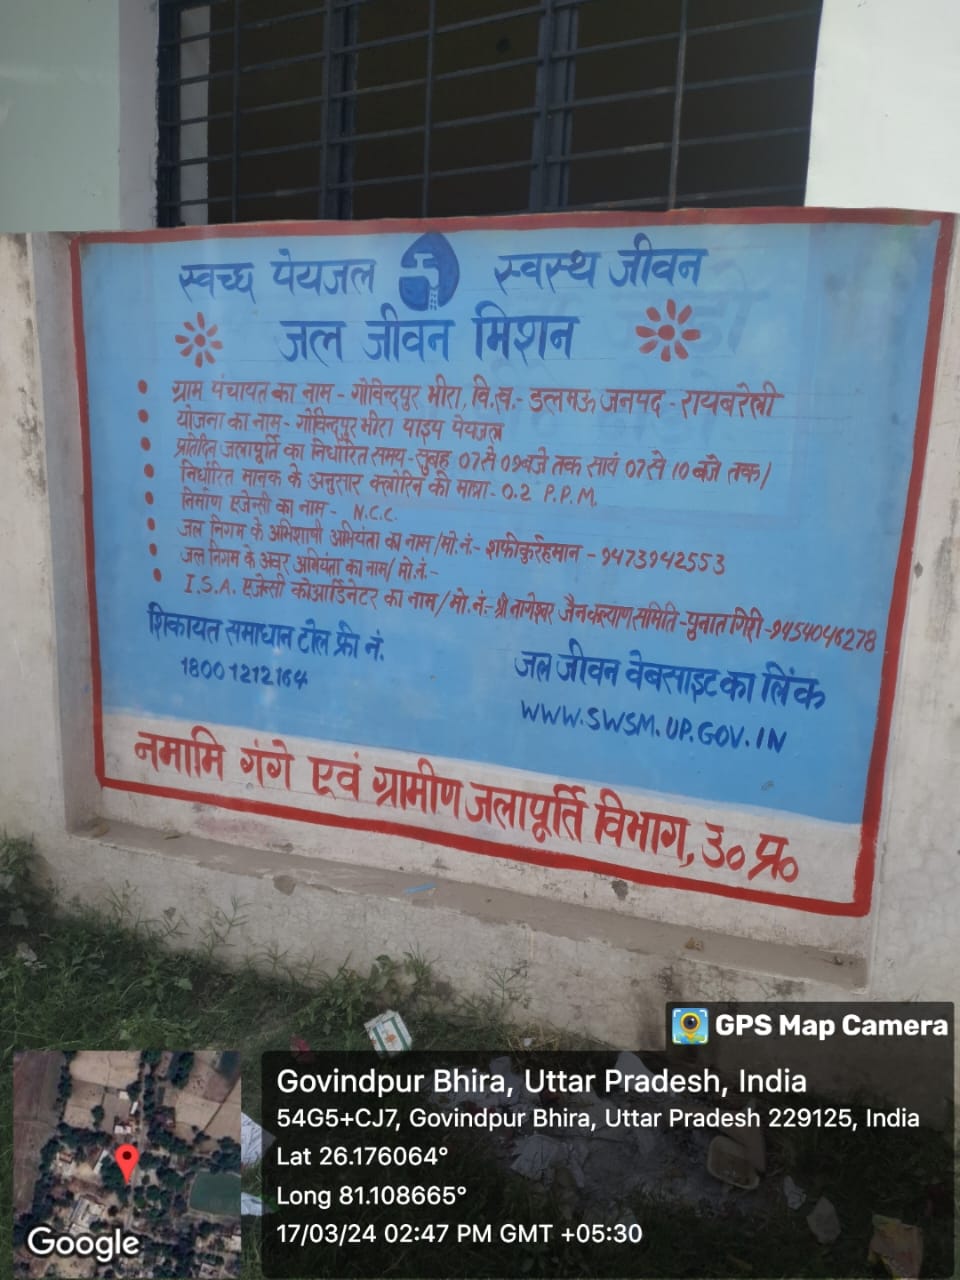 स्वच्छ पेयजल स्वस्थ जीवन
जल जीवन मिशन
ग्राम पंचायत का नाम - गोविन्दपुर भीरा, वि.ख.- डलमऊ जनपद - रायबरेली
योजना का नाम - गोविन्दपुर भीरा पाइप पेयजल
प्रतिदिन जलापूर्ति का निर्धारित समय - सुबह 07 से 09 बजे तक सायं 07 से 10 बजे तक/
निर्धारित मानक के अनुसार क्लोरिन की मात्रा - 0.2 P.P.M.
निर्माण एजेन्सी का नाम - N.C.C.
जल निगम के अभिशाषी अभियंता का नाम/मो.नं.- शफीकुर्रहमान - 9473942553
जल निगम के अवर अभियंता का नाम/ मो.नं.-
I.S.A. एजेन्सी कोआर्डिनेटर का नाम/मो.नं:- श्री नागेश्वर जैन कल्याण समिति - पुनात गिरी - 9454046278
शिकायत समाधान टोल फ्री नं.
1800 1212164
जल जीवन वेबसाइट का लिंक
WWW.SWSM.UP.GOV.IN
नमामि गंगे एवं ग्रामीण जलापूर्ति विभाग, उ० प्र०
GPS Map Camera
Govindpur Bhira, Uttar Pradesh, India
54G5+CJ7, Govindpur Bhira, Uttar Pradesh 229125, India
Lat 26.176064°
Long 81.108665°
17/03/24 02:47 PM GMT +05:30
Google